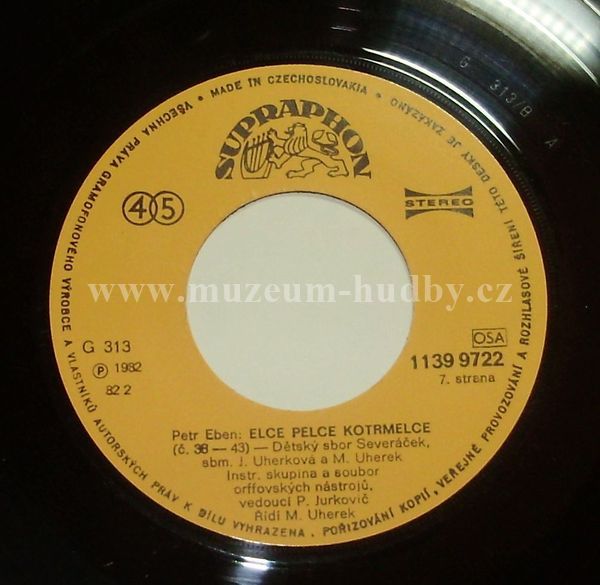 G 313/B A
VŠECHNA PRÁVA GRAMOFONOVÉHO VÝROBCE A VLASTNÍKŮ AUTORSKÝCH PRÁV K DÍLU VYHRAZENA. POŘIZOVÁNÍ KOPIÍ, VEŘEJNÉ PROVOZOVÁNÍ A ROZHLASOVÉ ŠÍŘENÍ TÉTO DESKY JE ZAKÁZÁNO • MADE IN CZECHOSLOVAKIA •
SUPRAPHON
45
STEREO
www.muzeum-hudby.cz
G 313
OSA
Ⓟ 1982
1139 9722
82 2
7. strana
Petr Eben: ELCE PELCE KOTRMELCE
(č. 38 — 43) — Dětský sbor Severáček,
sbm. J. Uherková a M. Uherek
Instr. skupina a soubor
orffovských nástrojů,
vedoucí P. Jurkovič
Řídí M. Uherek